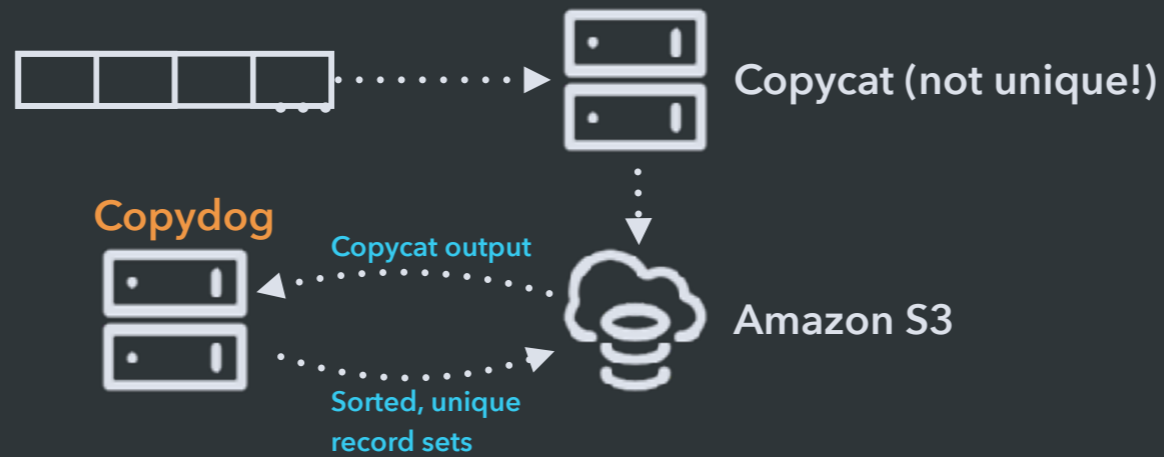 Copycat (not unique!)
Copydog
Copycat output
Amazon S3
Sorted, unique
record sets